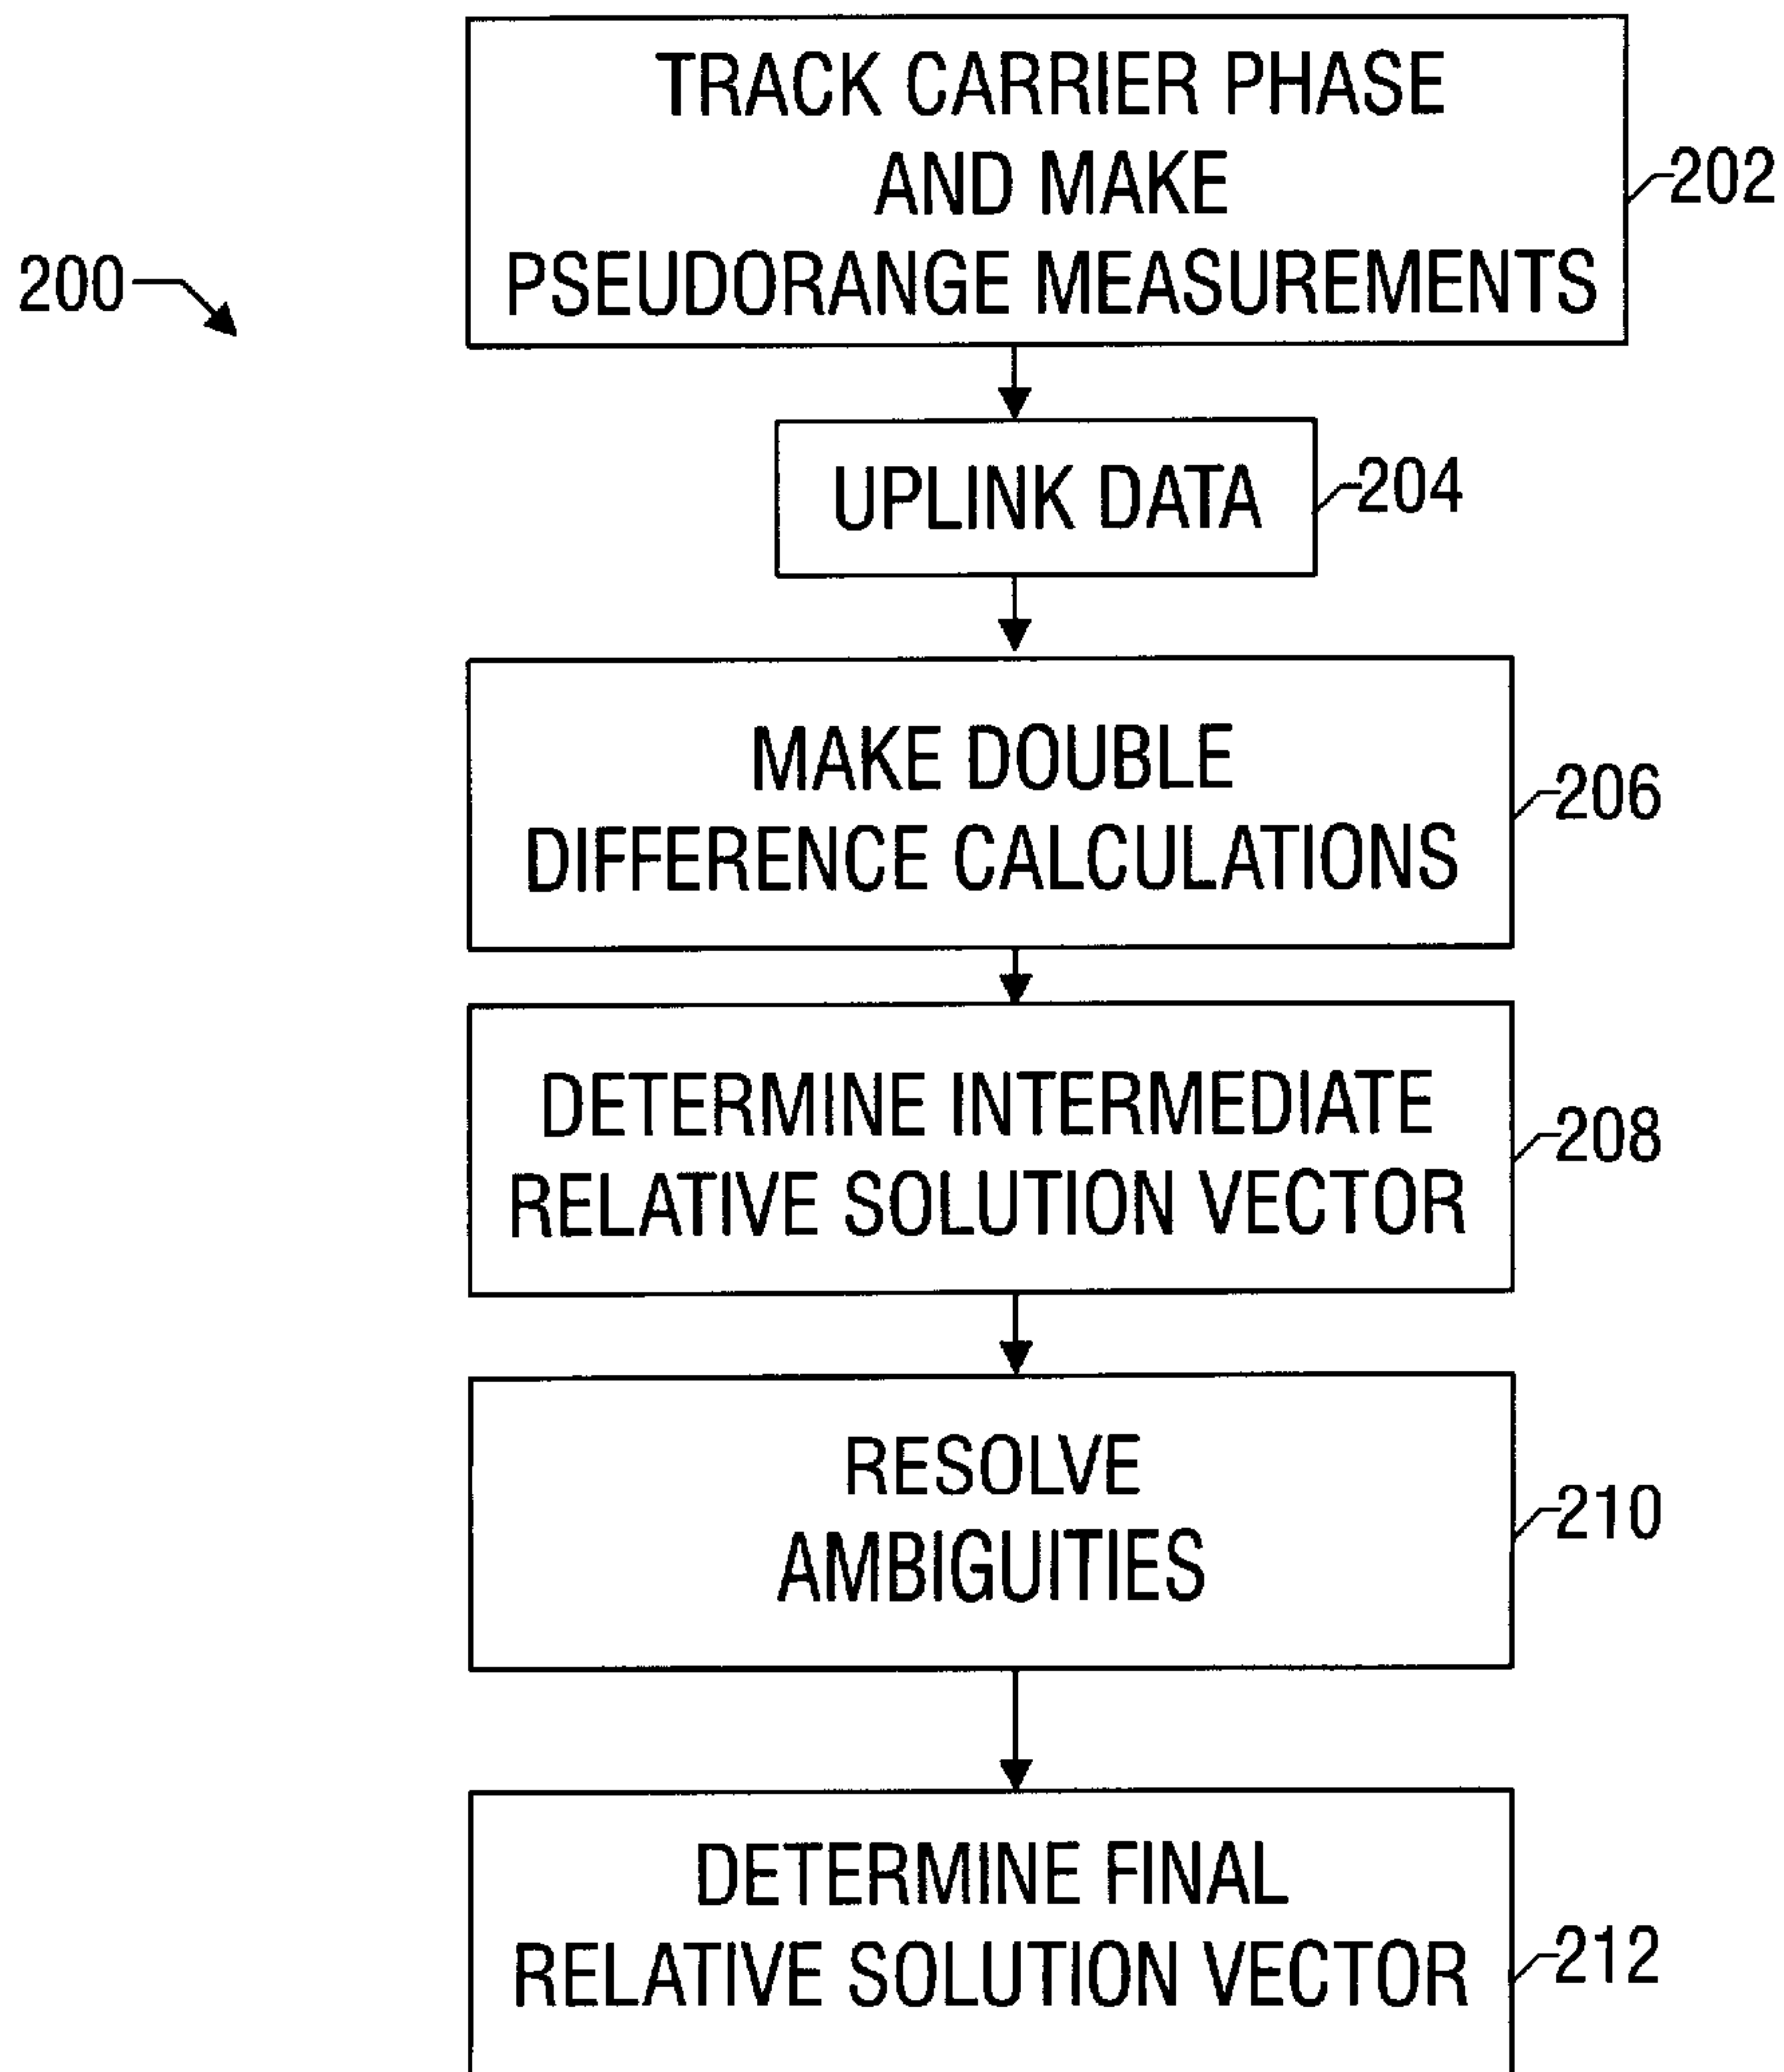 TRACK CARRIER PHASE
AND MAKE
PSEUDORANGE MEASUREMENTS
202
200
UPLINK DATA
204
MAKE DOUBLE
DIFFERENCE CALCULATIONS
206
DETERMINE INTERMEDIATE
RELATIVE SOLUTION VECTOR
208
RESOLVE
AMBIGUITIES
210
DETERMINE FINAL
RELATIVE SOLUTION VECTOR
212